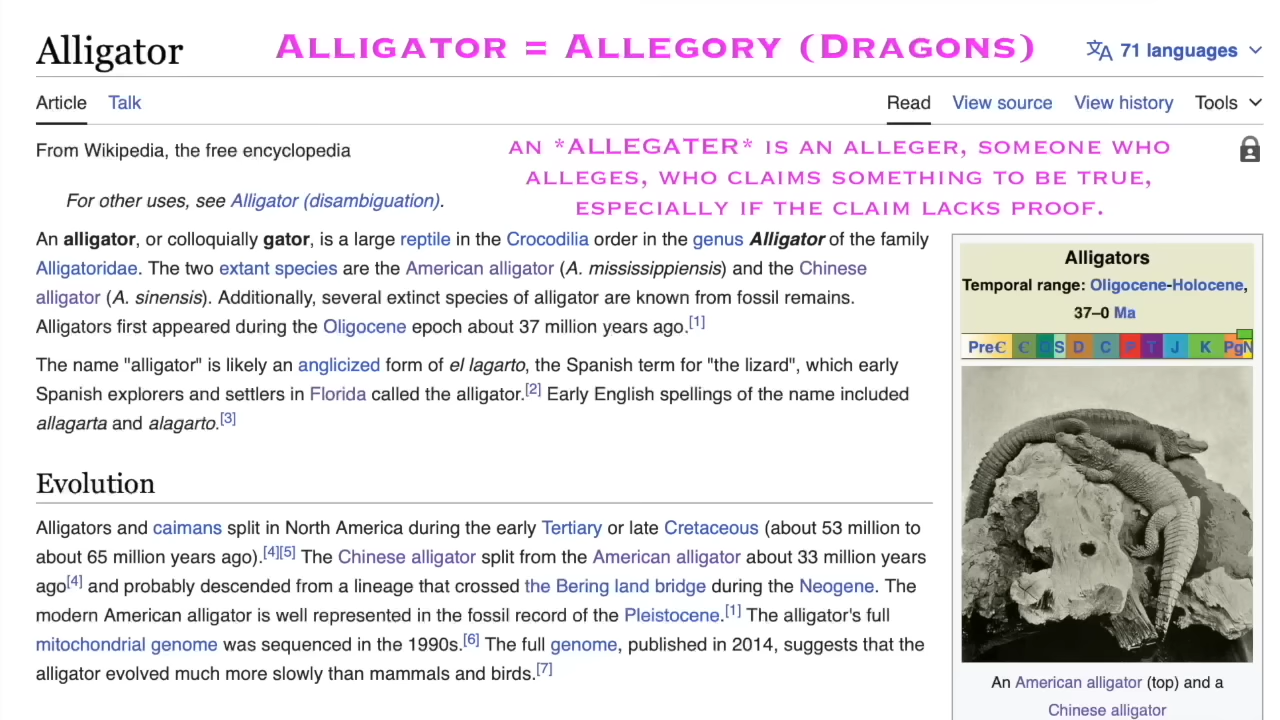 Alligator
ALLIGATOR = ALLEGORY (DRAGONS)
71 languages
Article Talk
Read View source View history Tools
From Wikipedia, the free encyclopedia
AN *ALLEGATER* IS AN ALLEGER, SOMEONE WHO
ALLEGES, WHO CLAIMS SOMETHING TO BE TRUE,
ESPECIALLY IF THE CLAIM LACKS PROOF.
For other uses, see Alligator (disambiguation).
An alligator, or colloquially gator, is a large reptile in the Crocodilia order in the genus Alligator of the family
Alligatoridae. The two extant species are the American alligator (A. mississippiensis) and the Chinese
alligator (A. sinensis). Additionally, several extinct species of alligator are known from fossil remains.
Alligators first appeared during the Oligocene epoch about 37 million years ago.[1]
The name "alligator" is likely an anglicized form of el lagarto, the Spanish term for "the lizard", which early
Spanish explorers and settlers in Florida called the alligator.[2] Early English spellings of the name included
allagarta and alagarto.[3]
Evolution
Alligators and caimans split in North America during the early Tertiary or late Cretaceous (about 53 million to
about 65 million years ago).[4][5] The Chinese alligator split from the American alligator about 33 million years
ago[4] and probably descended from a lineage that crossed the Bering land bridge during the Neogene. The
modern American alligator is well represented in the fossil record of the Pleistocene.[1] The alligator's full
mitochondrial genome was sequenced in the 1990s.[6] The full genome, published in 2014, suggests that the
alligator evolved much more slowly than mammals and birds.[7]
Alligators
Temporal range: Oligocene-Holocene,
37–0 Ma
PreЄ Є O S D C P T J K Pg N
An American alligator (top) and a
Chinese alligator